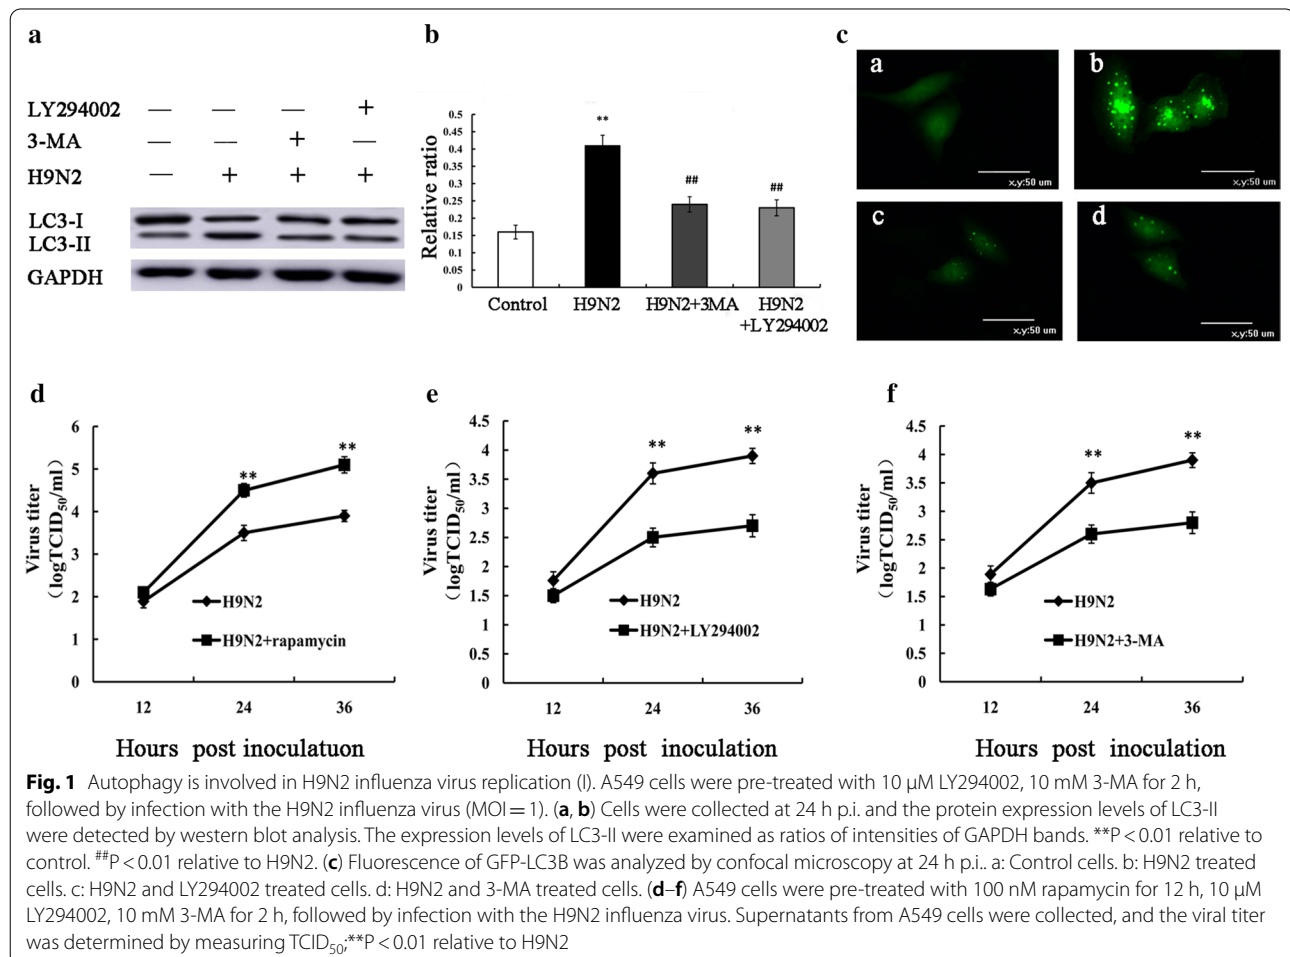 a
LY294002 — — — +
3-MA — — + —
H9N2 — + + +
LC3-I
LC3-II
GAPDH
b
Relative ratio
0.5
0.45
0.4
0.35
0.3
0.25
0.2
0.15
0.1
0.05
0
**
##
##
Control H9N2 H9N2+3MA H9N2
+LY294002
c
a
x,y:50 um
b
x,y:50 um
c
x,y:50 um
d
x,y:50 um
d
Virus titer
(logTCID50/ml)
6
5
4
3
2
1
0
**
**
H9N2
H9N2+rapamycin
12 24 36
Hours post inoculatuon
e
Virus titer
(logTCID50/ml)
4.5
4
3.5
3
2.5
2
1.5
1
0.5
0
**
**
H9N2
H9N2+LY294002
12 24 36
Hours post inoculation
f
Virus titer
(logTCID50/ml)
4.5
4
3.5
3
2.5
2
1.5
1
0.5
0
**
**
H9N2
H9N2+3-MA
12 24 36
Hours post inoculation
Fig. 1 Autophagy is involved in H9N2 influenza virus replication (I). A549 cells were pre-treated with 10 µM LY294002, 10 mM 3-MA for 2 h,
followed by infection with the H9N2 influenza virus (MOI = 1). (a, b) Cells were collected at 24 h p.i. and the protein expression levels of LC3-II
were detected by western blot analysis. The expression levels of LC3-II were examined as ratios of intensities of GAPDH bands. **P < 0.01 relative to
control. ##P < 0.01 relative to H9N2. (c) Fluorescence of GFP-LC3B was analyzed by confocal microscopy at 24 h p.i.. a: Control cells. b: H9N2 treated
cells. c: H9N2 and LY294002 treated cells. d: H9N2 and 3-MA treated cells. (d–f) A549 cells were pre-treated with 100 nM rapamycin for 12 h, 10 µM
LY294002, 10 mM 3-MA for 2 h, followed by infection with the H9N2 influenza virus. Supernatants from A549 cells were collected, and the viral titer
was determined by measuring TCID50;**P < 0.01 relative to H9N2